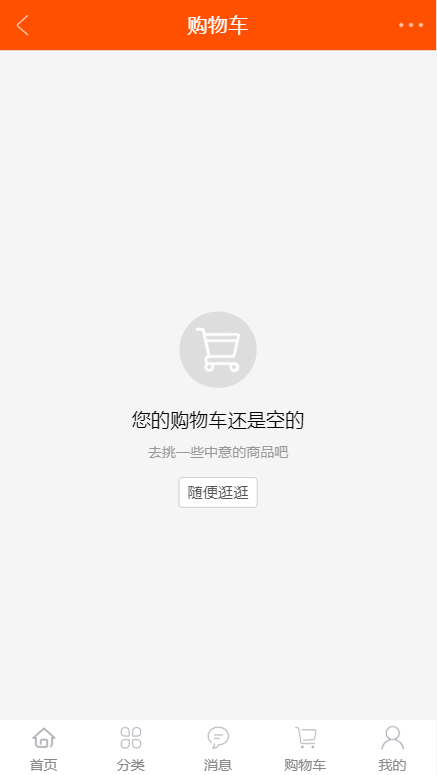 购物车
您的购物车还是空的
去挑一些中意的商品吧
随便逛逛
首页 分类 消息 购物车 我的